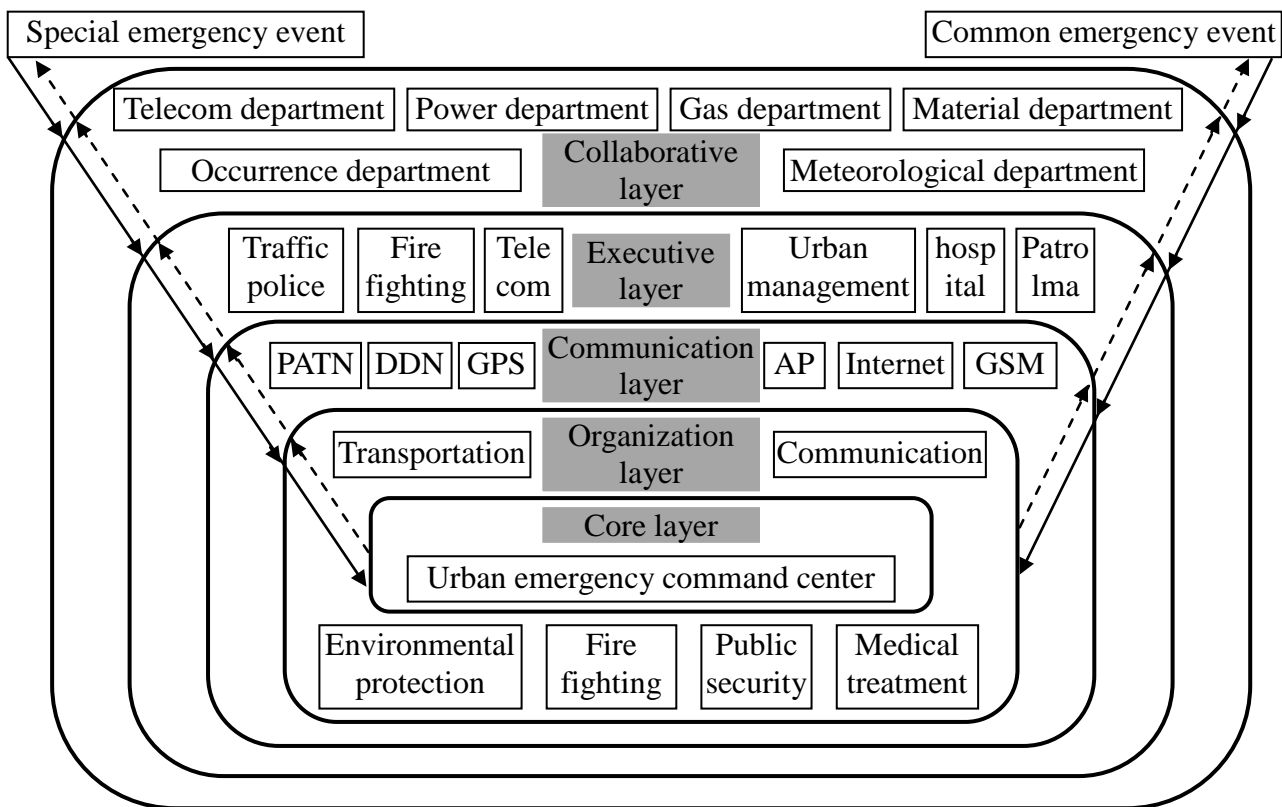 Special emergency event
Common emergency event
Telecom department
Power department
Gas department
Material department
Occurrence department
Collaborative
layer
Meteorological department
Traffic
police
Fire
fighting
Tele
com
Executive
layer
Urban
management
hosp
ital
Patro
lma
PATN
DDN
GPS
Communication
layer
AP
Internet
GSM
Transportation
Organization
layer
Communication
Core layer
Urban emergency command center
Environmental
protection
Fire
fighting
Public
security
Medical
treatment